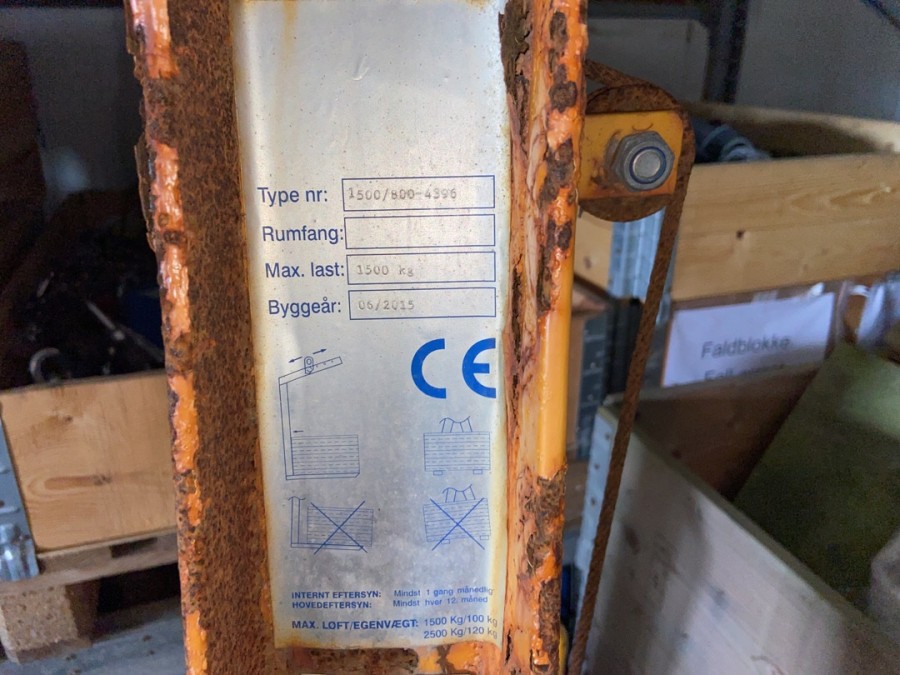 Type nr: 1500/800-4396
Rumfang:
Max. last: 1500 kg
Byggeår: 06/2015
CE
INTERNT EFTERSYN: Mindst 1 gang månedlig
HOVEDEFTERSYN: Mindst hver 12. måned
MAX. LØFT/EGENVÆGT: 1500 Kg/100 kg
2500 Kg/120 kg
Faldblokke